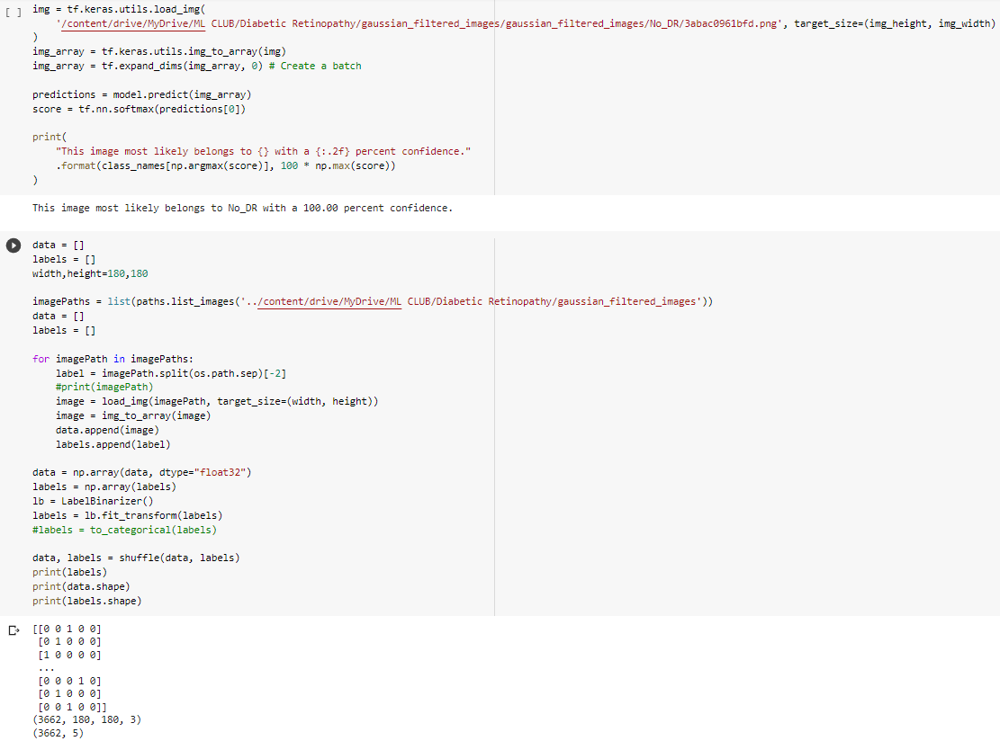 [ ] img = tf.keras.utils.load_img(
    '/content/drive/MyDrive/ML CLUB/Diabetic Retinopathy/gaussian_filtered_images/gaussian_filtered_images/No_DR/3abac0961bfd.png', target_size=(img_height, img_width)
)
img_array = tf.keras.utils.img_to_array(img)
img_array = tf.expand_dims(img_array, 0) # Create a batch

predictions = model.predict(img_array)
score = tf.nn.softmax(predictions[0])

print(
    "This image most likely belongs to {} with a {:.2f} percent confidence."
    .format(class_names[np.argmax(score)], 100 * np.max(score))
)

This image most likely belongs to No_DR with a 100.00 percent confidence.

data = []
labels = []
width,height=180,180

imagePaths = list(paths.list_images('../content/drive/MyDrive/ML CLUB/Diabetic Retinopathy/gaussian_filtered_images'))
data = []
labels = []

for imagePath in imagePaths:
    label = imagePath.split(os.path.sep)[-2]
    #print(imagePath)
    image = load_img(imagePath, target_size=(width, height))
    image = img_to_array(image)
    data.append(image)
    labels.append(label)

data = np.array(data, dtype="float32")
labels = np.array(labels)
lb = LabelBinarizer()
labels = lb.fit_transform(labels)
#labels = to_categorical(labels)

data, labels = shuffle(data, labels)
print(labels)
print(data.shape)
print(labels.shape)

[[0 0 1 0 0]
 [0 1 0 0 0]
 [1 0 0 0 0]
 ...
 [0 0 0 1 0]
 [0 1 0 0 0]
 [0 0 1 0 0]]
(3662, 180, 180, 3)
(3662, 5)